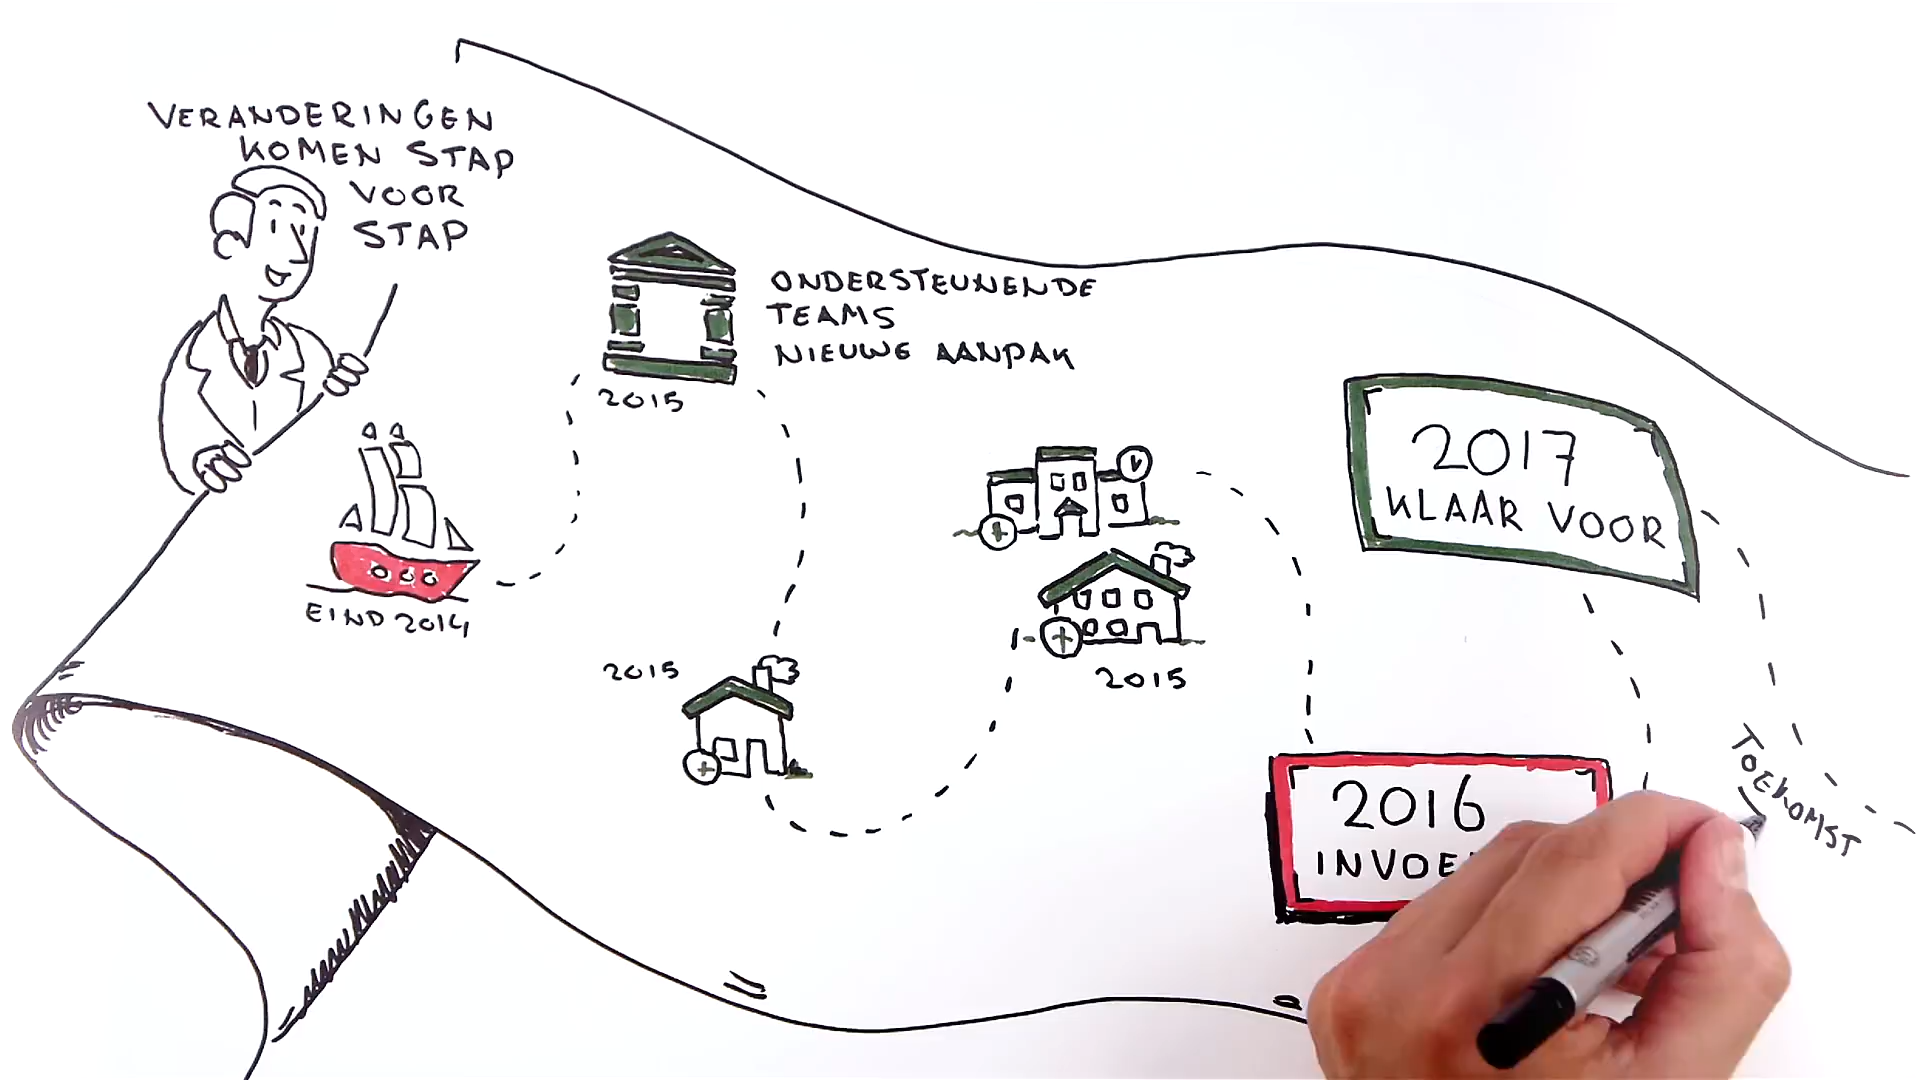 VERANDERINGEN
KOMEN STAP
VOOR
STAP
ONDERSTEUNENDE
TEAMS
NIEUWE AANPAK
2015
EIND 2014
2015
2015
2017
KLAAR VOOR
2016
TOEKOMST